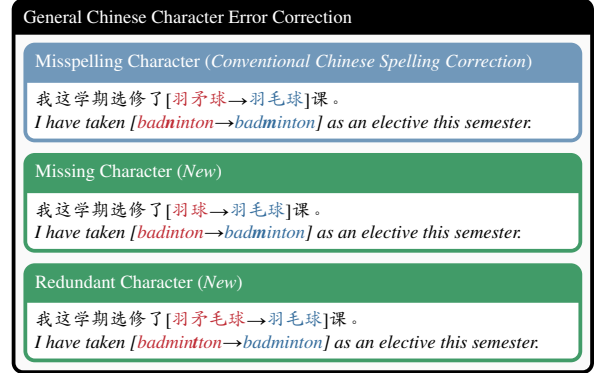 General Chinese Character Error Correction
Misspelling Character (Conventional Chinese Spelling Correction)
我这学期选修了[羽矛球→羽毛球]课。
I have taken [badninton→badminton] as an elective this semester.
Missing Character (New)
我这学期选修了[羽球→羽毛球]课。
I have taken [badinton→badminton] as an elective this semester.
Redundant Character (New)
我这学期选修了[羽矛毛球→羽毛球]课。
I have taken [badmintton→badminton] as an elective this semester.